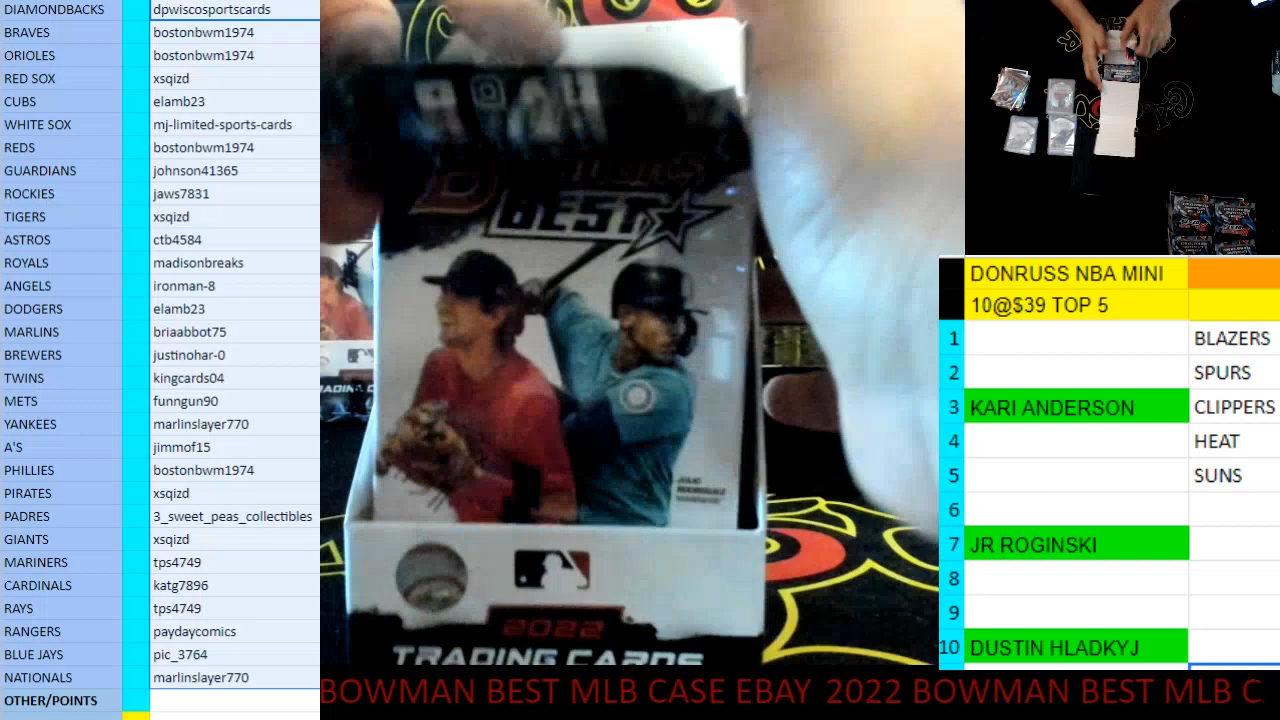 DIAMONDBACKS dpwiscosportscards
BRAVES bostonbwm1974
ORIOLES bostonbwm1974
RED SOX xsqizd
CUBS elamb23
WHITE SOX mj-limited-sports-cards
REDS bostonbwm1974
GUARDIANS johnson41365
ROCKIES jaws7831
TIGERS xsqizd
ASTROS ctb4584
ROYALS madisonbreaks
ANGELS ironman-8
DODGERS elamb23
MARLINS briaabbot75
BREWERS justinohar-0
TWINS kingcards04
METS funngun90
YANKEES marlinslayer770
A'S jimmof15
PHILLIES bostonbwm1974
PIRATES xsqizd
PADRES 3_sweet_peas_collectibles
GIANTS xsqizd
MARINERS tps4749
CARDINALS katg7896
RAYS tps4749
RANGERS paydaycomics
BLUE JAYS pic_3764
NATIONALS marlinslayer770
OTHER/POINTS
BEST
JULIO
RODRIGUEZ
2022
TRADING CARDS
DONRUSS NBA MINI
10@$39 TOP 5
1 BLAZERS
2 SPURS
3 KARI ANDERSON CLIPPERS
4 HEAT
5 SUNS
6
7 JR ROGINSKI
8
9
10 DUSTIN HLADKYJ
BOWMAN BEST MLB CASE EBAY 2022 BOWMAN BEST MLB C